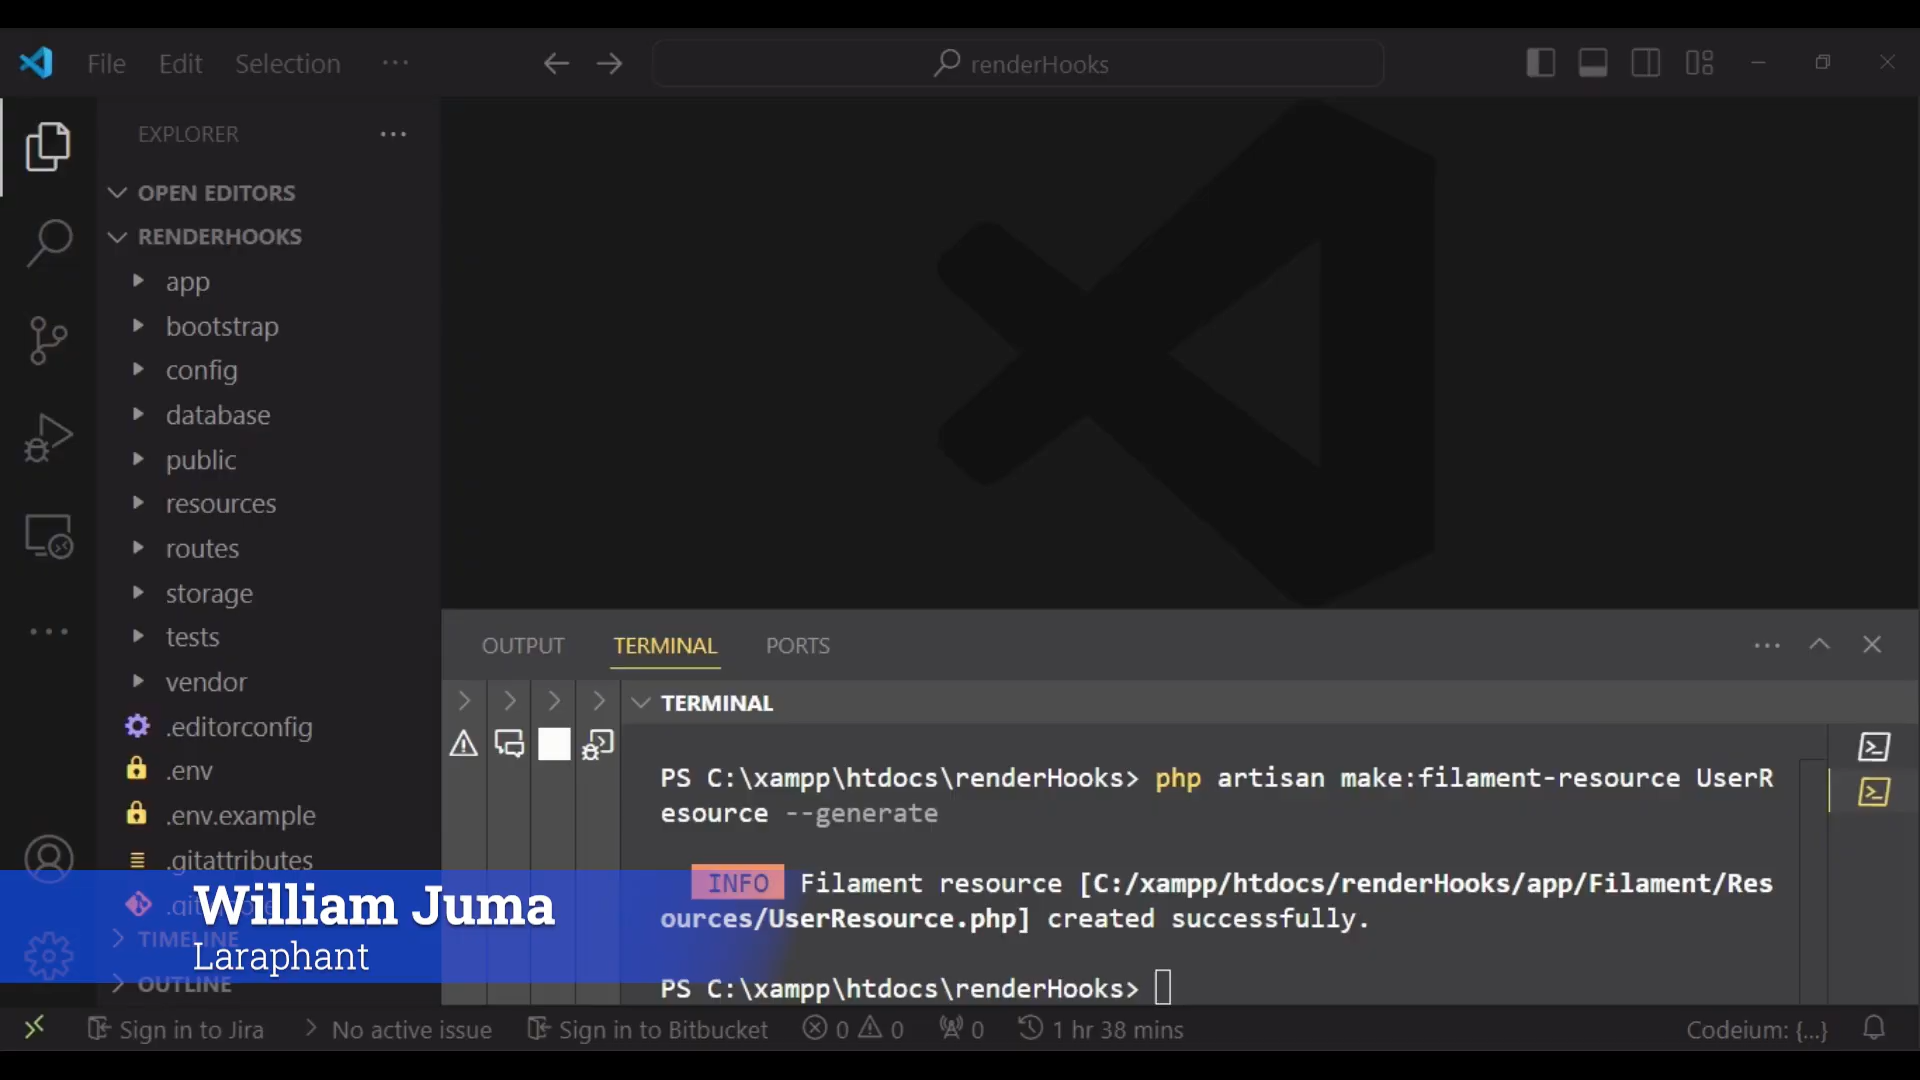 File Edit Selection ···
renderHooks
EXPLORER ···
OPEN EDITORS
RENDERHOOKS
app
bootstrap
config
database
public
resources
routes
storage
tests
vendor
.editorconfig
.env
.env.example
.gitattributes
TIMELINE
OUTLINE
William Juma
Laraphant
OUTPUT TERMINAL PORTS
TERMINAL
PS C:\xampp\htdocs\renderHooks> php artisan make:filament-resource UserR
esource --generate
INFO Filament resource [C:/xampp/htdocs/renderHooks/app/Filament/Res
ources/UserResource.php] created successfully.
PS C:\xampp\htdocs\renderHooks>
Sign in to Jira > No active issue Sign in to Bitbucket 0 0 0 1 hr 38 mins Codeium: {...}